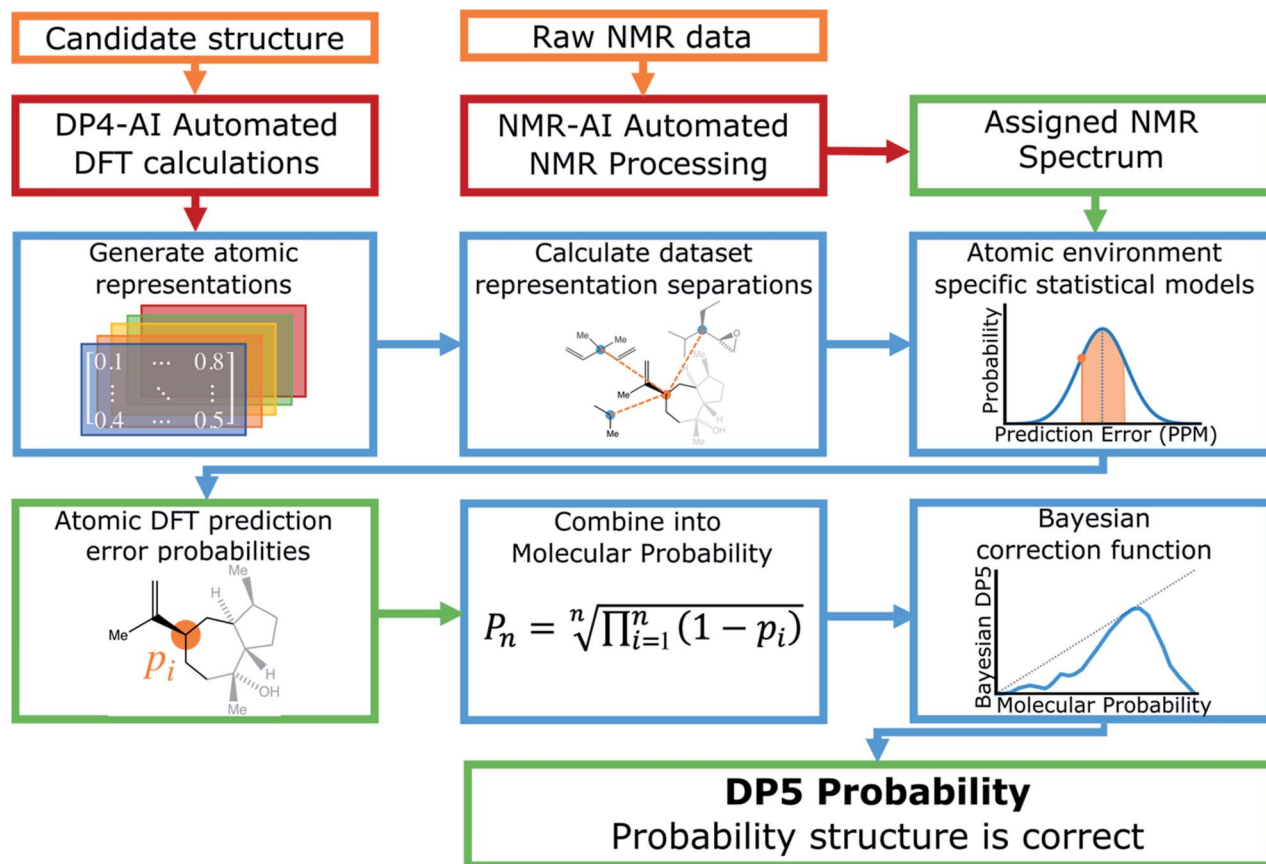 Candidate structure
Raw NMR data
DP4-AI Automated
DFT calculations
NMR-AI Automated
NMR Processing
Assigned NMR
Spectrum
Generate atomic
representations
0.1 ... 0.8
⋮ ⋱ ⋮
0.4 ... 0.5
Calculate dataset
representation separations
Me
Me
O
Me
Me
H
H
OH
Me
Me
Atomic environment
specific statistical models
Probability
Prediction Error (PPM)
Atomic DFT prediction
error probabilities
Me
H
Me
p_i
H
OH
Me
Combine into
Molecular Probability
P_n = \sqrt[n]{\prod_{i=1}^{n} (1 − p_i)}
Bayesian
correction function
Bayesian DP5
Molecular Probability
DP5 Probability
Probability structure is correct